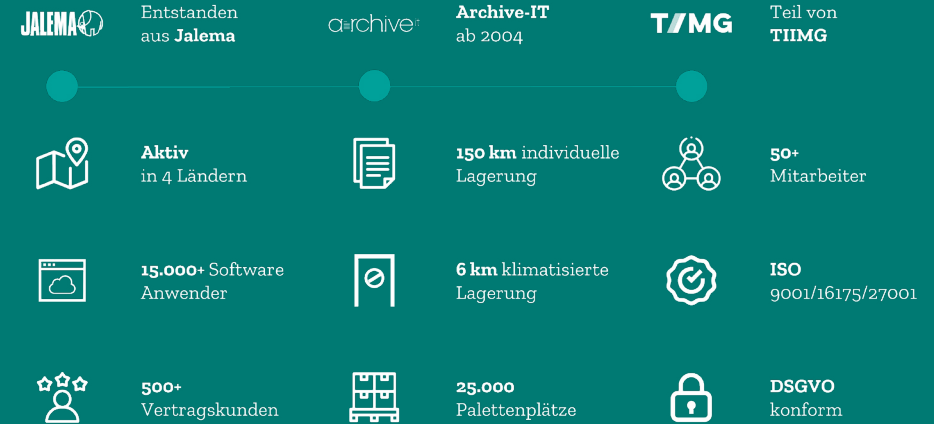 JALEMA
Entstanden
aus Jalema
archive IT
Archive-IT
ab 2004
TIMG
Teil von
TIIMG
Aktiv
in 4 Ländern
150 km individuelle
Lagerung
50+
Mitarbeiter
15.000+ Software
Anwender
6 km klimatisierte
Lagerung
ISO
9001/16175/27001
500+
Vertragskunden
25.000
Palettenplätze
DSGVO
konform